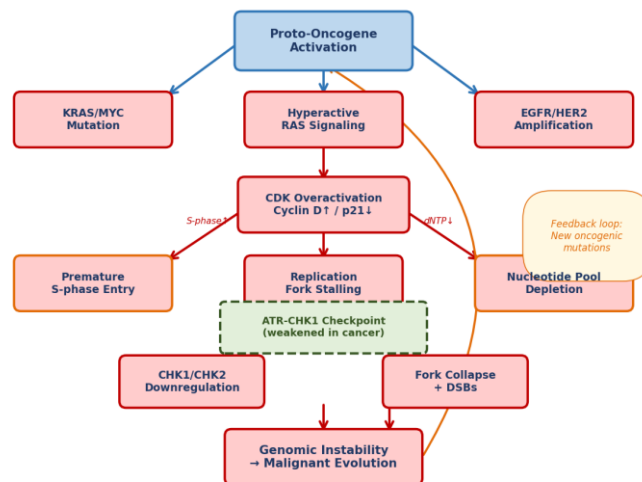 Proto-Oncogene
Activation
KRAS/MYC
Mutation
Hyperactive
RAS Signaling
EGFR/HER2
Amplification
CDK Overactivation
Cyclin D↑ / p21↓
S-phase↑
dNTP↓
Feedback loop:
New oncogenic
mutations
Premature
S-phase Entry
Replication
Fork Stalling
Nucleotide Pool
Depletion
ATR-CHK1 Checkpoint
(weakened in cancer)
CHK1/CHK2
Downregulation
Fork Collapse
+ DSBs
Genomic Instability
→ Malignant Evolution